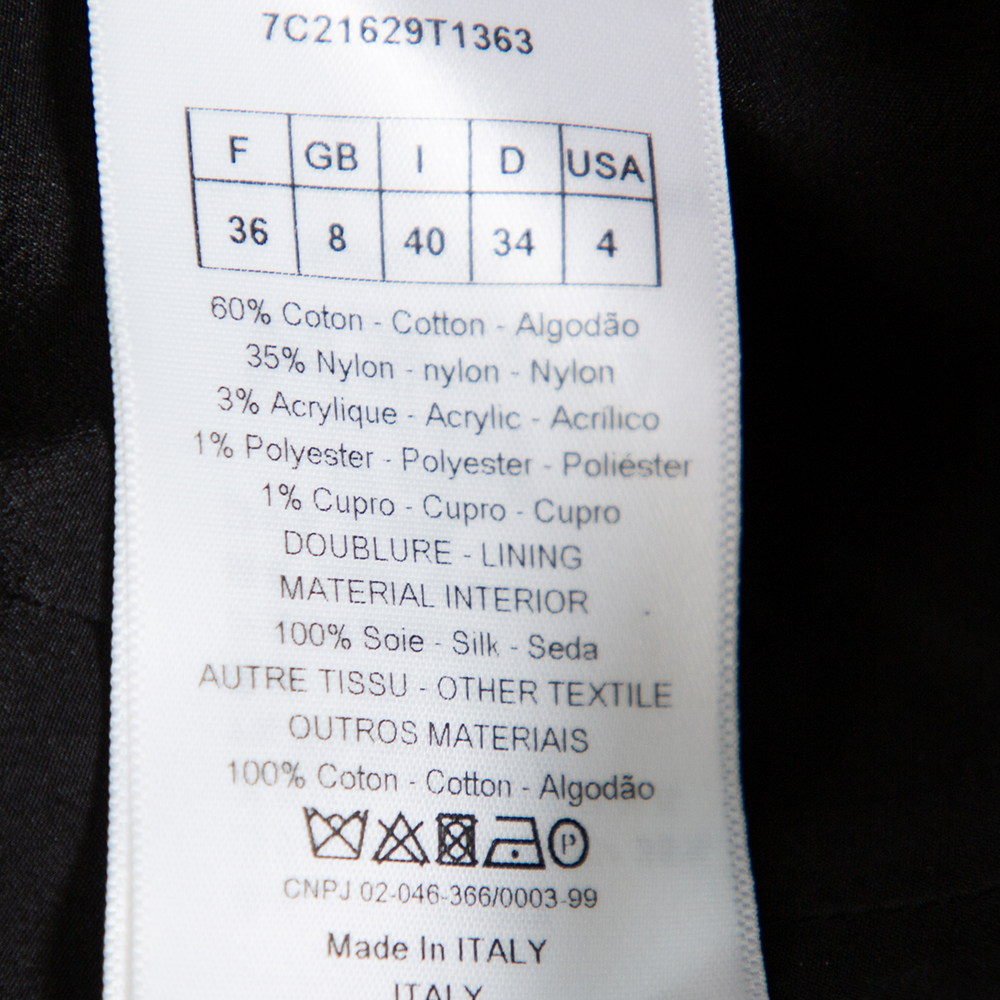 7C21629T1363
F GB I D USA
36 8 40 34 4
60% Coton - Cotton - Algodão
35% Nylon - nylon - Nylon
3% Acrylique - Acrylic - Acrílico
1% Polyester - Polyester - Poliéster
1% Cupro - Cupro - Cupro
DOUBLURE - LINING
MATERIAL INTERIOR
100% Soie - Silk - Seda
AUTRE TISSU - OTHER TEXTILE
OUTROS MATERIAIS
100% Coton - Cotton - Algodão
P
CNPJ 02-046-366/0003-99
Made In ITALY
ITALY